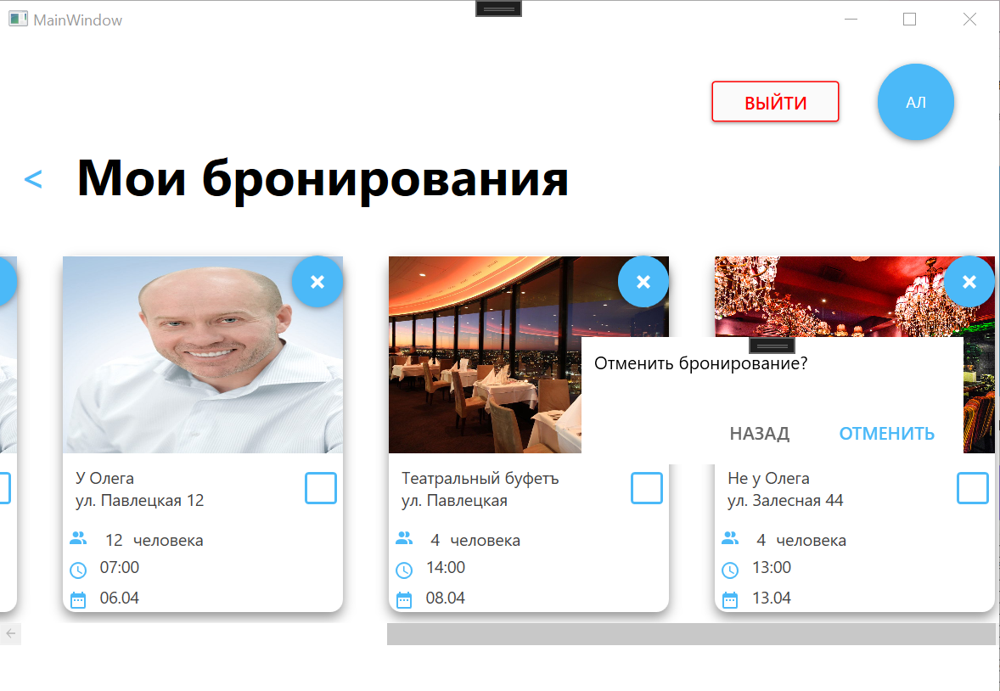 MainWindow
ВЫЙТИ
АЛ
< Мои бронирования
Отменить бронирование?
НАЗАД ОТМЕНИТЬ
У Олега
ул. Павлецкая 12
12 человека
07:00
06.04
Театральный буфетъ
ул. Павлецкая
4 человека
14:00
08.04
Не у Олега
ул. Залесная 44
4 человека
13:00
13.04